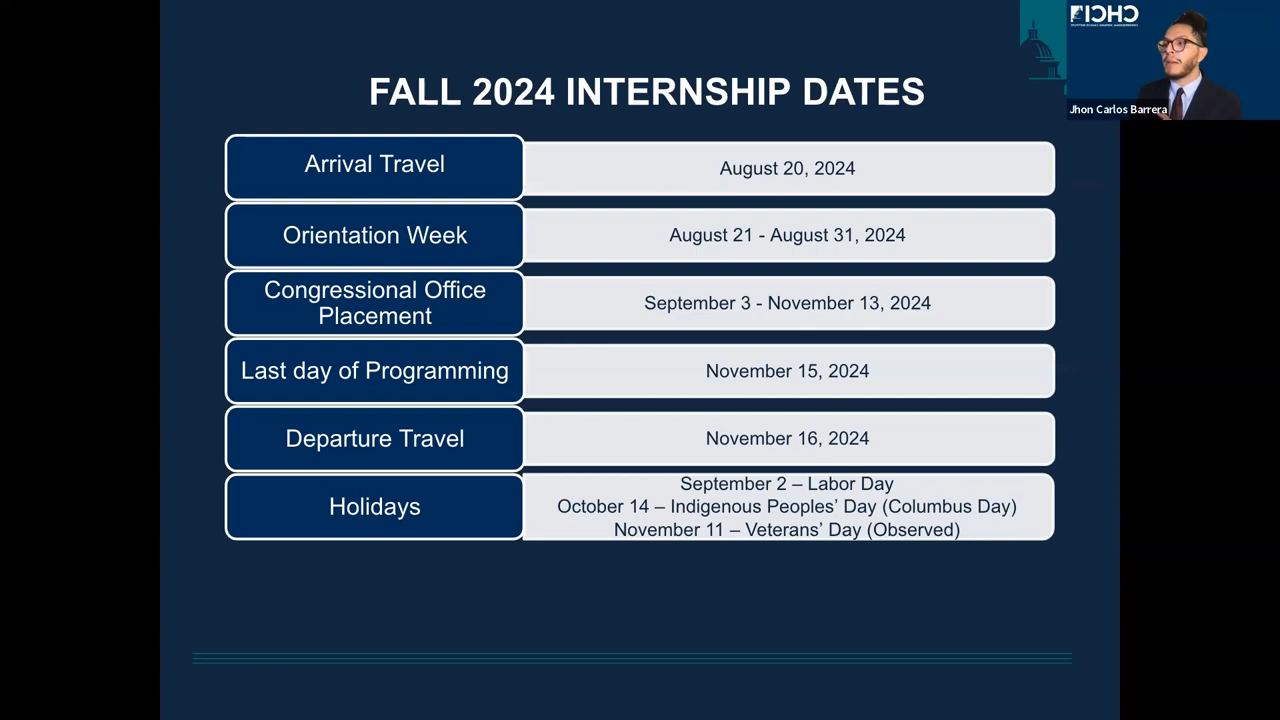 FALL 2024 INTERNSHIP DATES
Arrival Travel
August 20, 2024
Orientation Week
August 21 - August 31, 2024
Congressional Office
Placement
September 3 - November 13, 2024
Last day of Programming
November 15, 2024
Departure Travel
November 16, 2024
Holidays
September 2 – Labor Day
October 14 – Indigenous Peoples’ Day (Columbus Day)
November 11 – Veterans’ Day (Observed)
CHCI
Jhon Carlos Barrera